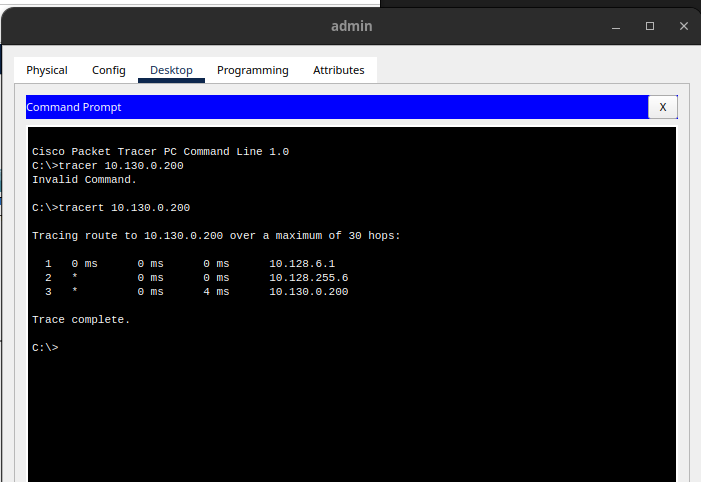 admin
Physical Config Desktop Programming Attributes
Command Prompt X
Cisco Packet Tracer PC Command Line 1.0
C:\>tracer 10.130.0.200
Invalid Command.
C:\>tracert 10.130.0.200
Tracing route to 10.130.0.200 over a maximum of 30 hops:
1 0 ms 0 ms 0 ms 10.128.6.1
2 * 0 ms 0 ms 10.128.255.6
3 * 0 ms 4 ms 10.130.0.200
Trace complete.
C:\>